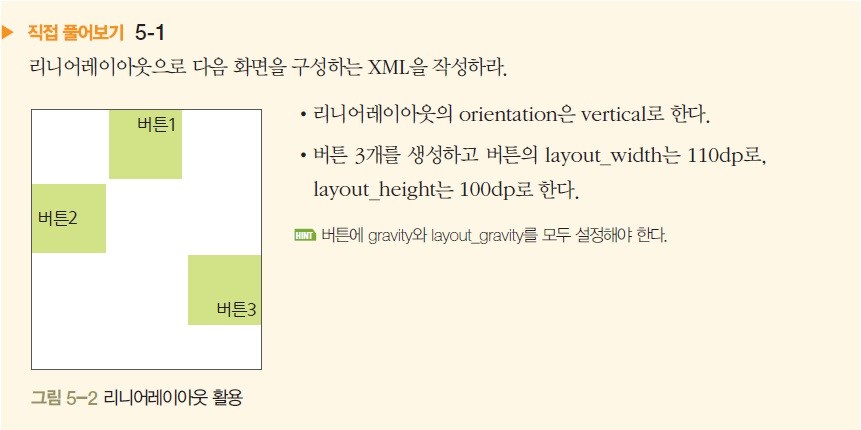 ▶ 직접 풀어보기 5-1
리니어레이아웃으로 다음 화면을 구성하는 XML을 작성하라.
버튼1
버튼2
버튼3
• 리니어레이아웃의 orientation은 vertical로 한다.
• 버튼 3개를 생성하고 버튼의 layout_width는 110dp로,
layout_height는 100dp로 한다.
HINT 버튼에 gravity와 layout_gravity를 모두 설정해야 한다.
그림 5-2 리니어레이아웃 활용